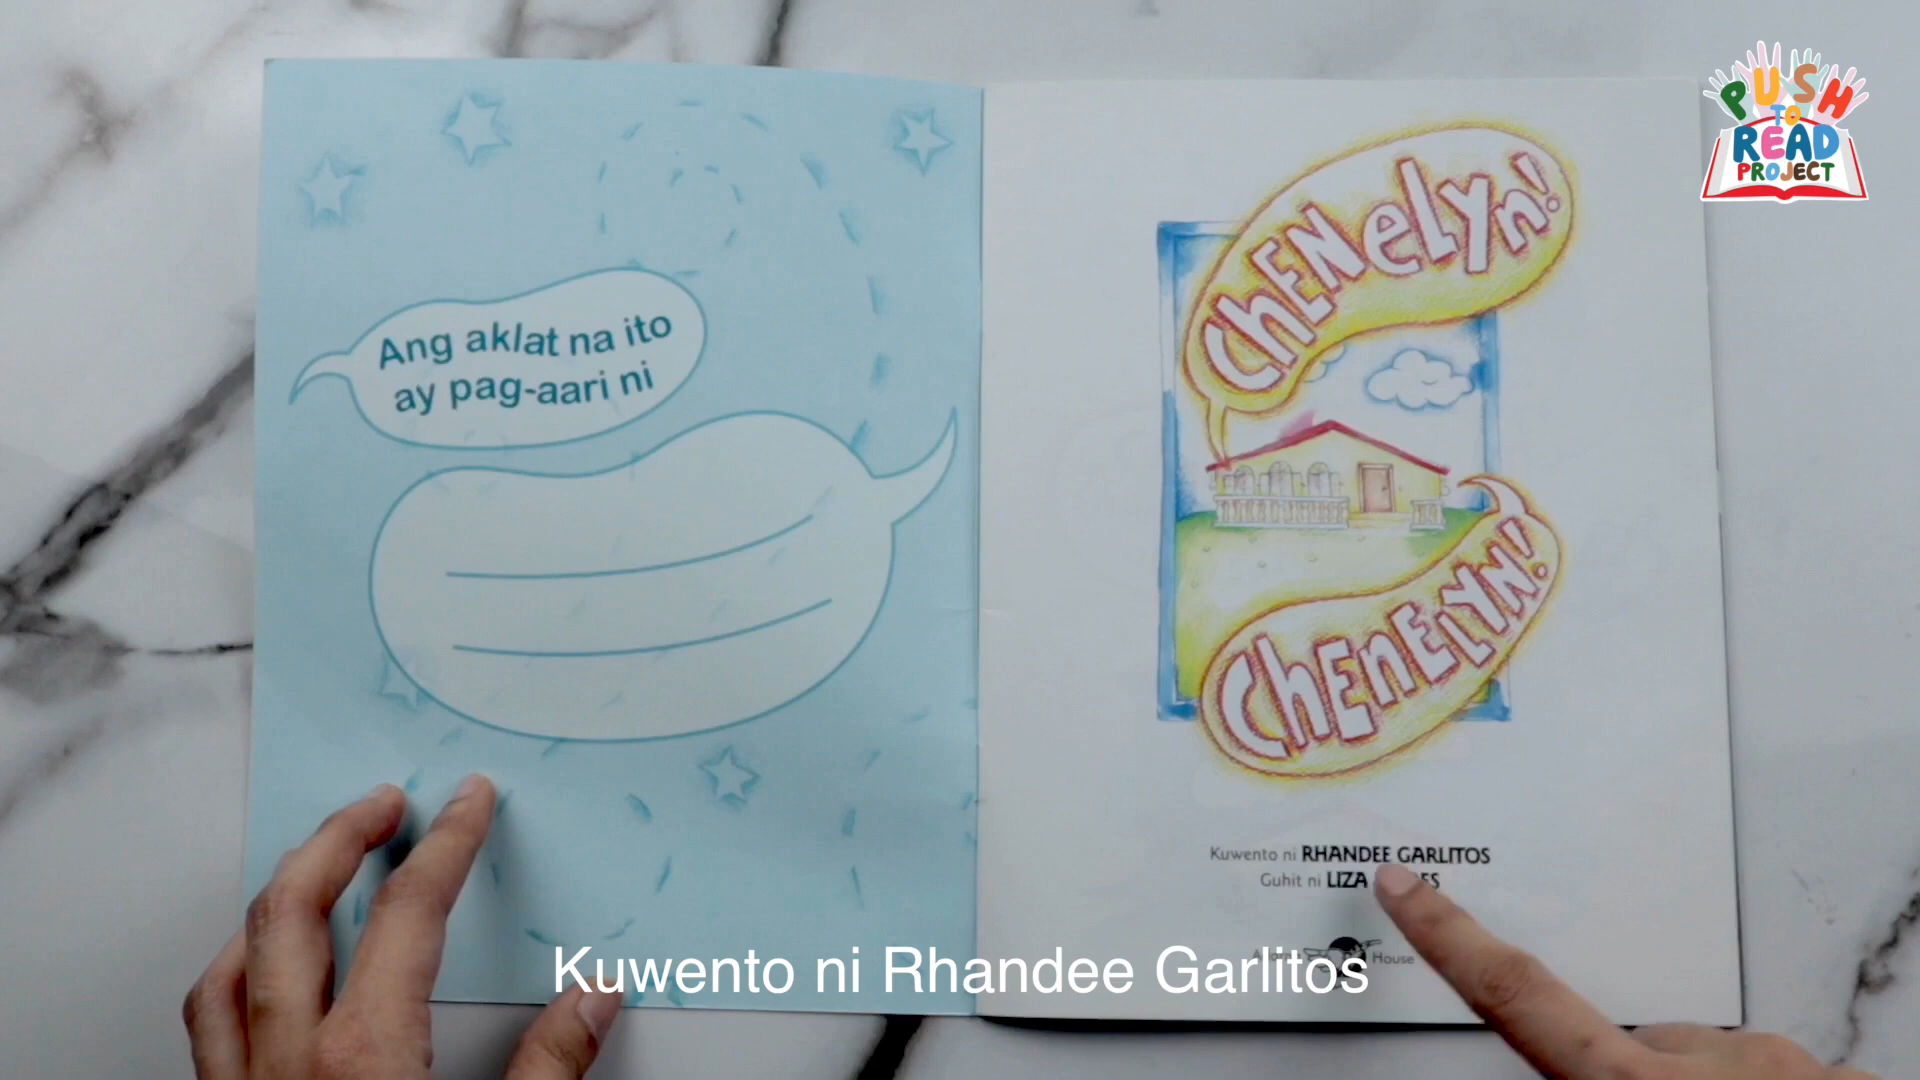 Ang aklat na ito
ay pag-aari ni
CHENELYN!
CHENELYN!
Kuwento ni RHANDEE GARLITOS
Guhit ni LIZA
House
Kuwento ni Rhandee Garlitos
PUSH
TO
READ
PROJECT